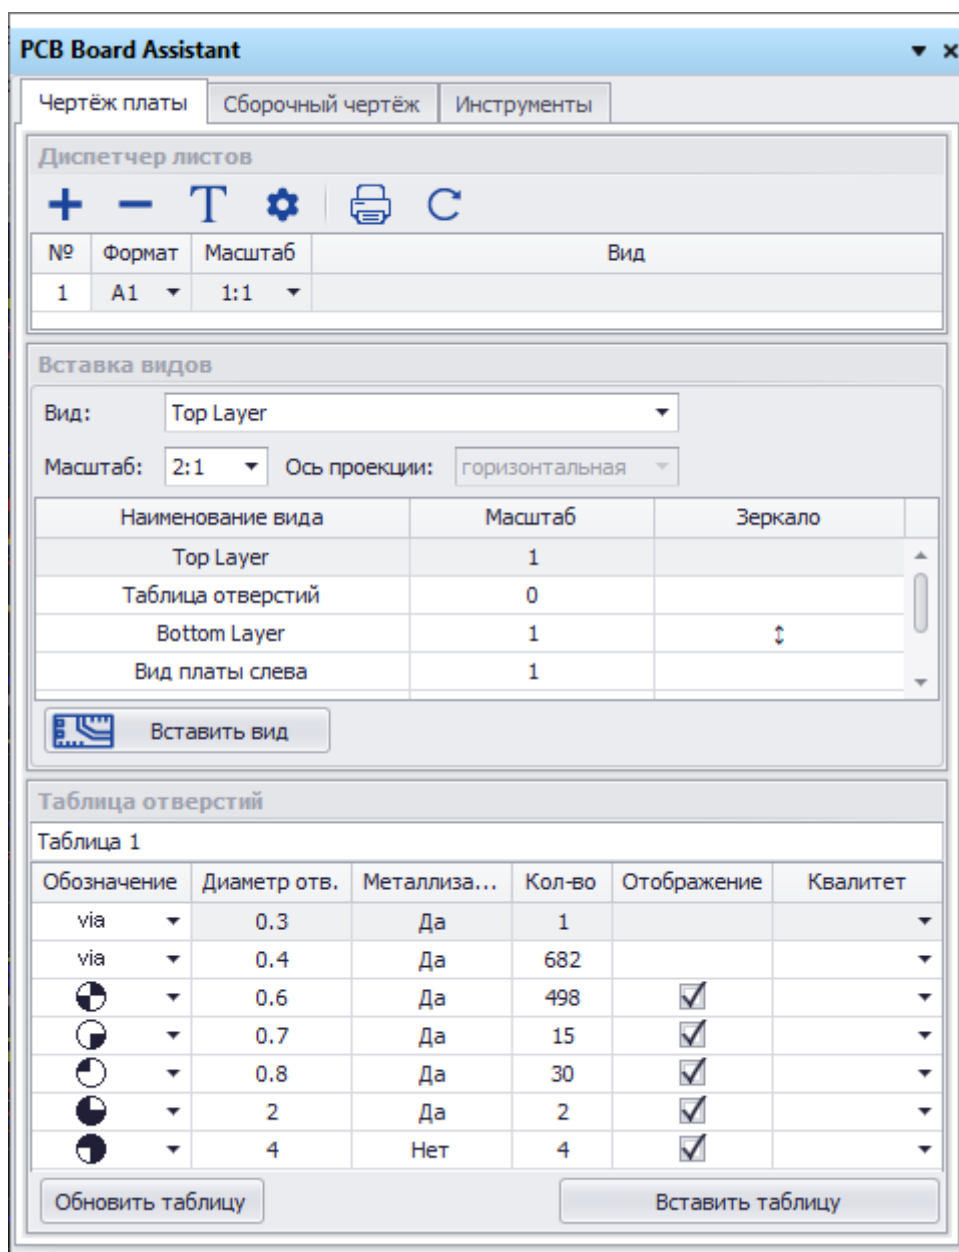 PCB Board Assistant
Чертёж платы Сборочный чертёж Инструменты
Диспетчер листов
№ Формат Масштаб Вид
1 A1 1:1
Вставка видов
Вид: Top Layer
Масштаб: 2:1 Ось проекции: горизонтальная
Наименование вида Масштаб Зеркало
Top Layer 1
Таблица отверстий 0
Bottom Layer 1 ↕
Вид платы слева 1
Вставить вид
Таблица отверстий
Таблица 1
Обозначение Диаметр отв. Металлиза... Кол-во Отображение Квалитет
via 0.3 Да 1
via 0.4 Да 682
0.6 Да 498
0.7 Да 15
0.8 Да 30
2 Да 2
4 Нет 4
Обновить таблицу Вставить таблицу